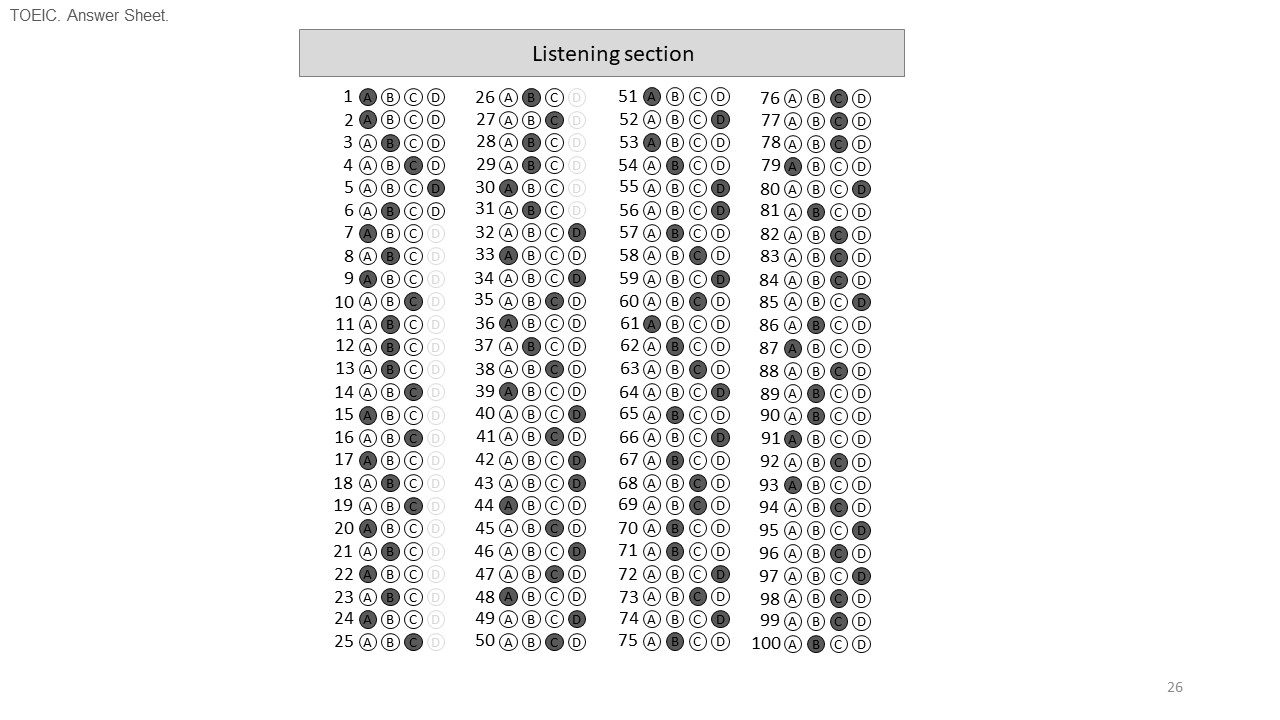 TOEIC. Answer Sheet.
Listening section
1 A B C D
2 A B C D
3 A B C D
4 A B C D
5 A B C D
6 A B C D
7 A B C D
8 A B C D
9 A B C D
10 A B C D
11 A B C D
12 A B C D
13 A B C D
14 A B C D
15 A B C D
16 A B C D
17 A B C D
18 A B C D
19 A B C D
20 A B C D
21 A B C D
22 A B C D
23 A B C D
24 A B C D
25 A B C D
26 A B C D
27 A B C D
28 A B C D
29 A B C D
30 A B C D
31 A B C D
32 A B C D
33 A B C D
34 A B C D
35 A B C D
36 A B C D
37 A B C D
38 A B C D
39 A B C D
40 A B C D
41 A B C D
42 A B C D
43 A B C D
44 A B C D
45 A B C D
46 A B C D
47 A B C D
48 A B C D
49 A B C D
50 A B C D
51 A B C D
52 A B C D
53 A B C D
54 A B C D
55 A B C D
56 A B C D
57 A B C D
58 A B C D
59 A B C D
60 A B C D
61 A B C D
62 A B C D
63 A B C D
64 A B C D
65 A B C D
66 A B C D
67 A B C D
68 A B C D
69 A B C D
70 A B C D
71 A B C D
72 A B C D
73 A B C D
74 A B C D
75 A B C D
76 A B C D
77 A B C D
78 A B C D
79 A B C D
80 A B C D
81 A B C D
82 A B C D
83 A B C D
84 A B C D
85 A B C D
86 A B C D
87 A B C D
88 A B C D
89 A B C D
90 A B C D
91 A B C D
92 A B C D
93 A B C D
94 A B C D
95 A B C D
96 A B C D
97 A B C D
98 A B C D
99 A B C D
100 A B C D
26